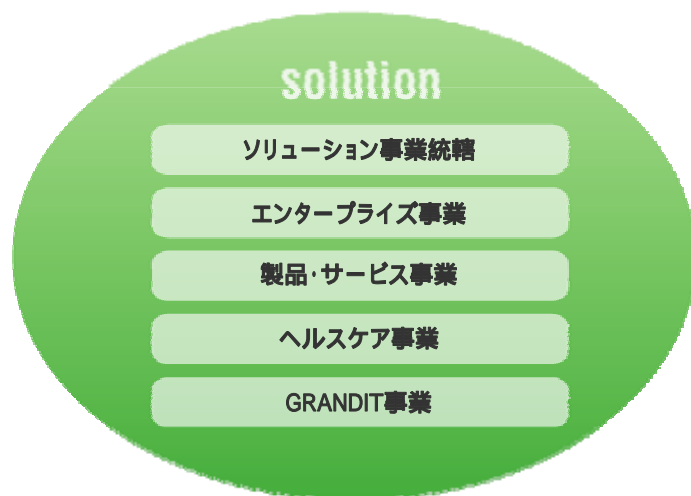 solution
ソリューション事業統轄
エンタープライズ事業
製品・サービス事業
ヘルスケア事業
GRANDIT事業